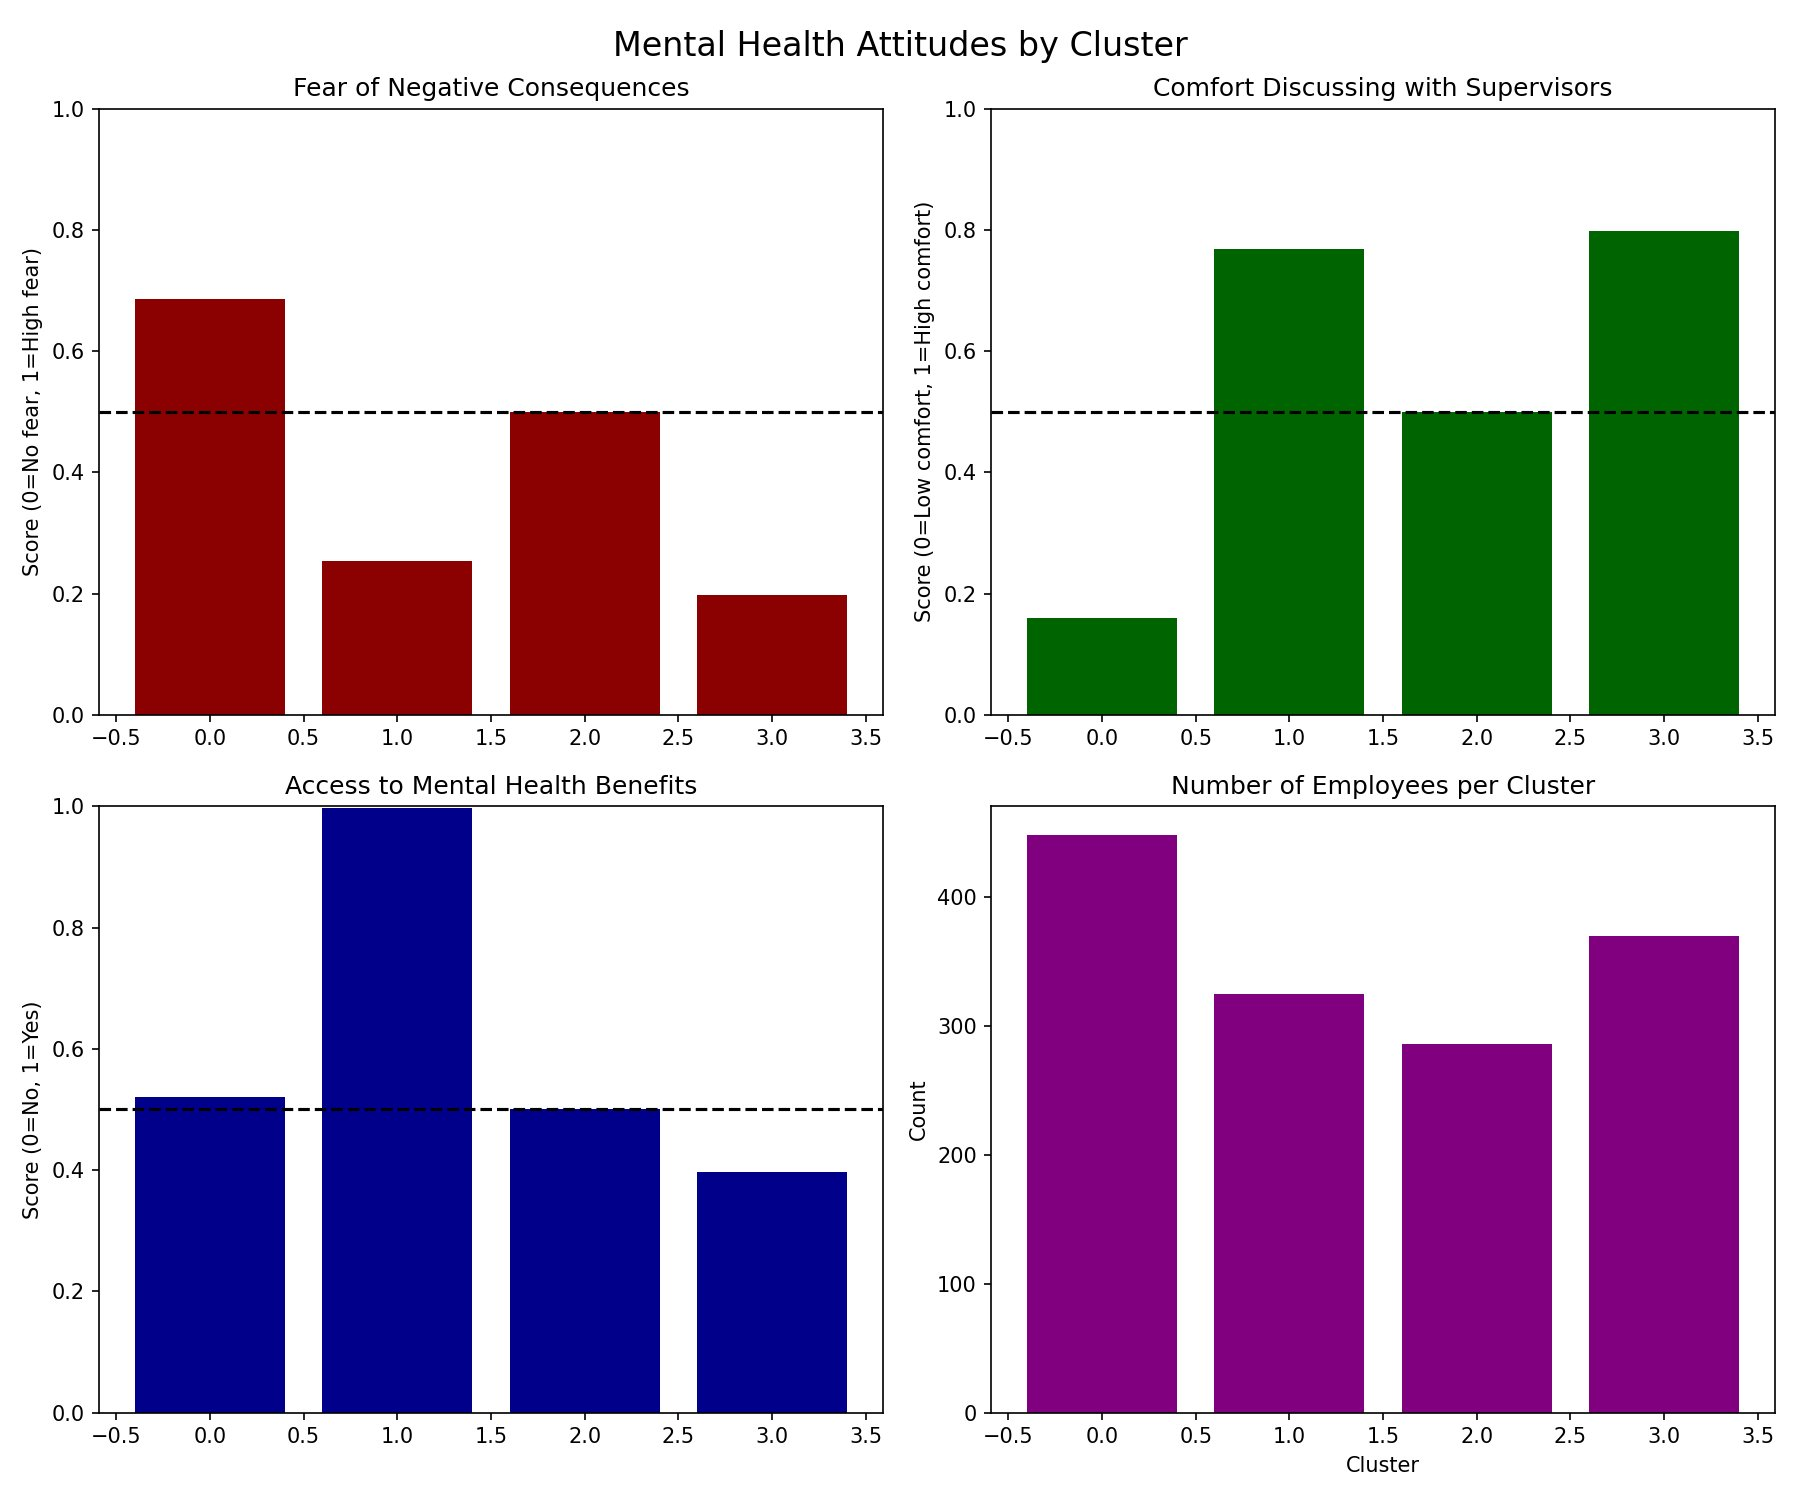 Mental Health Attitudes by Cluster
Fear of Negative Consequences
Score (0=No fear, 1=High fear)
1.0
0.8
0.6
0.4
0.2
0.0
−0.5 0.0 0.5 1.0 1.5 2.0 2.5 3.0 3.5
Comfort Discussing with Supervisors
Score (0=Low comfort, 1=High comfort)
1.0
0.8
0.6
0.4
0.2
0.0
−0.5 0.0 0.5 1.0 1.5 2.0 2.5 3.0 3.5
Access to Mental Health Benefits
Score (0=No, 1=Yes)
1.0
0.8
0.6
0.4
0.2
0.0
−0.5 0.0 0.5 1.0 1.5 2.0 2.5 3.0 3.5
Number of Employees per Cluster
Count
400
300
200
100
0
−0.5 0.0 0.5 1.0 1.5 2.0 2.5 3.0 3.5
Cluster